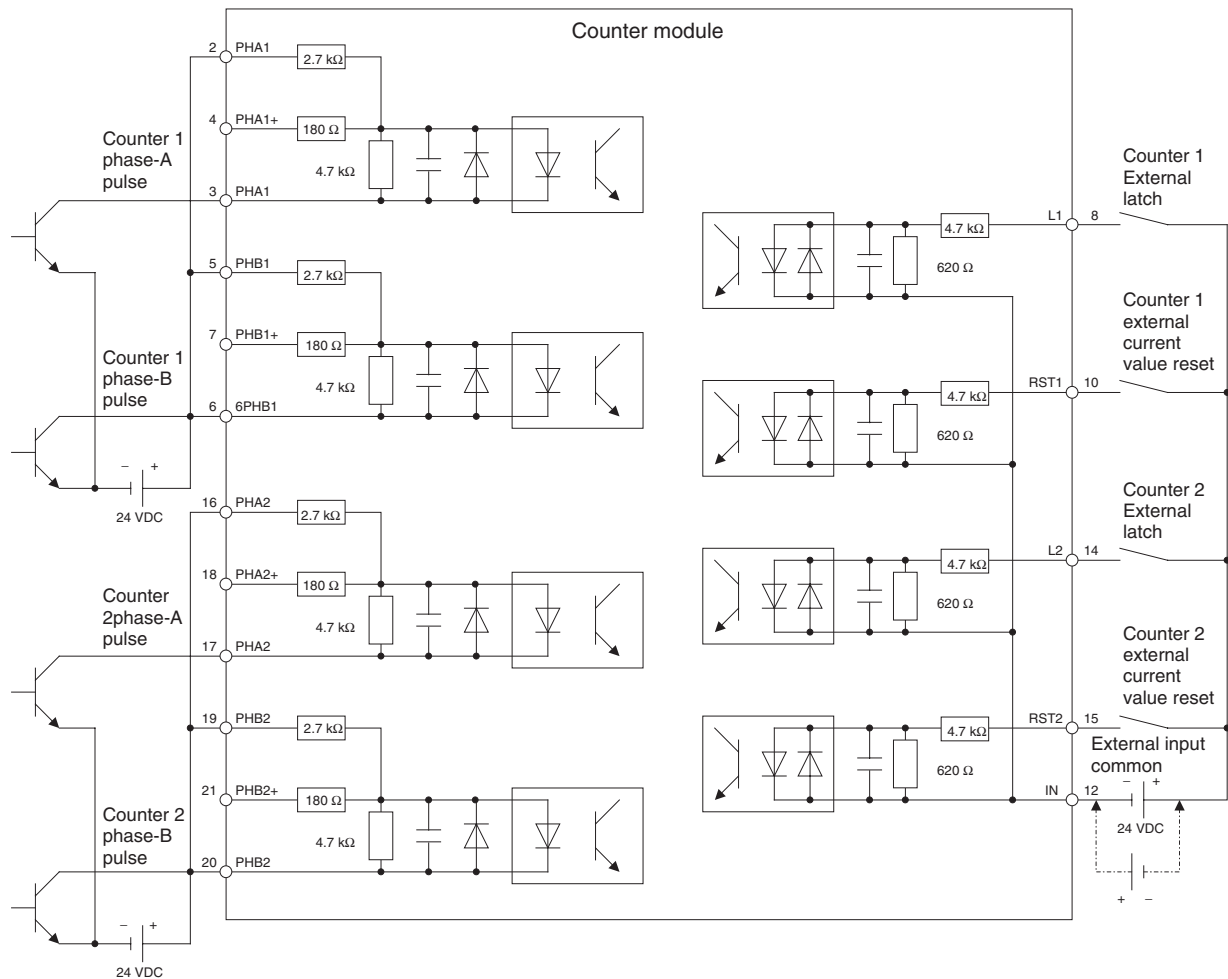 Counter module
2 PHA1
2.7 kΩ
4 PHA1+
180 Ω
Counter 1
phase-A
pulse
4.7 kΩ
3 PHA1
5 PHB1
2.7 kΩ
7 PHB1+
180 Ω
Counter 1
phase-B
pulse
4.7 kΩ
6 6PHB1
− +
24 VDC
16 PHA2
2.7 kΩ
18 PHA2+
180 Ω
Counter
2phase-A
pulse
4.7 kΩ
17 PHA2
19 PHB2
2.7 kΩ
21 PHB2+
180 Ω
Counter 2
phase-B
pulse
4.7 kΩ
20 PHB2
− +
24 VDC
Counter 1
External
latch
4.7 kΩ
L1 8
620 Ω
Counter 1
external
current
value reset
4.7 kΩ
RST1 10
620 Ω
Counter 2
External
latch
4.7 kΩ
L2 14
620 Ω
Counter 2
external
current
value reset
4.7 kΩ
RST2 15
620 Ω
External input
common
IN 12
− +
24 VDC
+ −